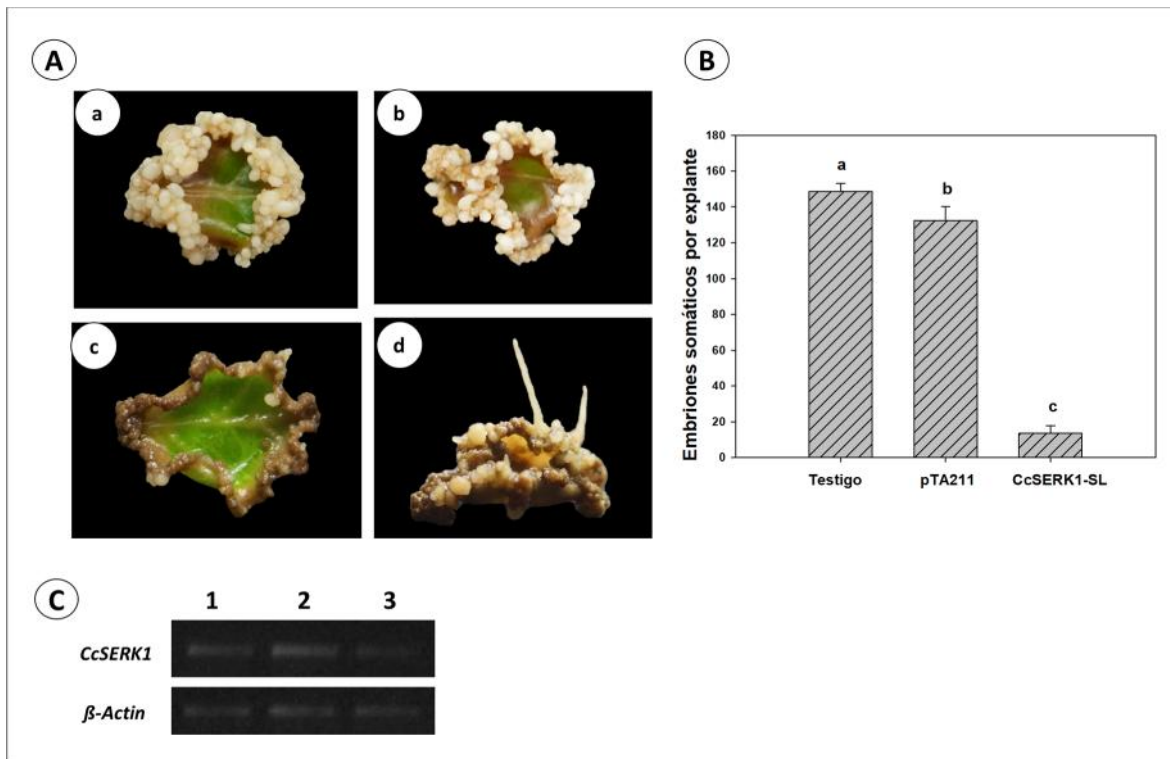 A
B
a
b
c
d
Embriones somáticos por explante
180
160
140
120
100
80
60
40
20
0
a
b
c
Testigo pTA211 CcSERK1-SL
C
1 2 3
CcSERK1
ß-Actin